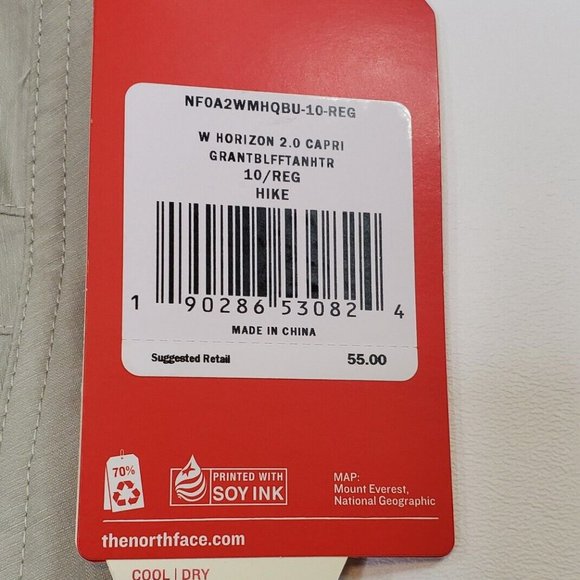 NF0A2WMHQBU-10-REG
W HORIZON 2.0 CAPRI
GRANTBLFFTANHTR
10/REG
HIKE
1 90286 53082 4
MADE IN CHINA
Suggested Retail 55.00
70%
PRINTED WITH
SOY INK
MAP:
Mount Everest,
National Geographic
thenorthface.com
COOL | DRY